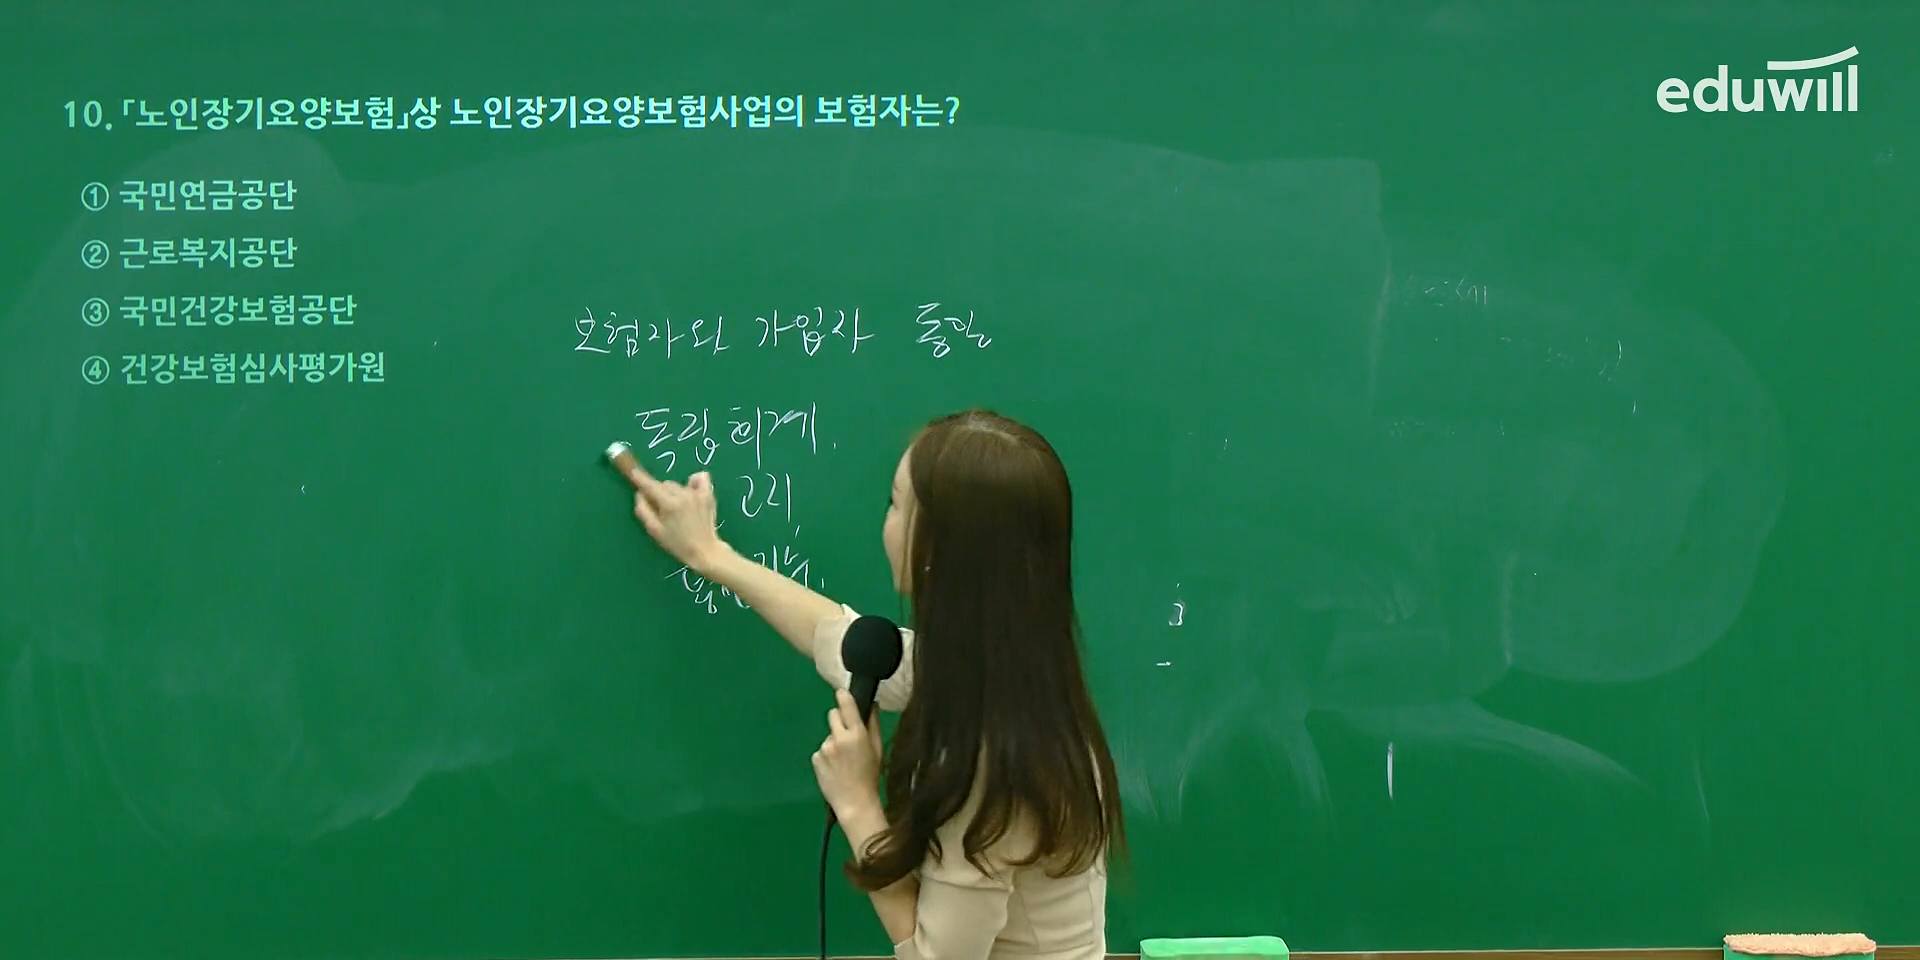 eduwill
10. 「노인장기요양보험」상 노인장기요양보험사업의 보험자는?
① 국민연금공단
② 근로복지공단
③ 국민건강보험공단
④ 건강보험심사평가원
보험자와 가입자 동일
독립회계.